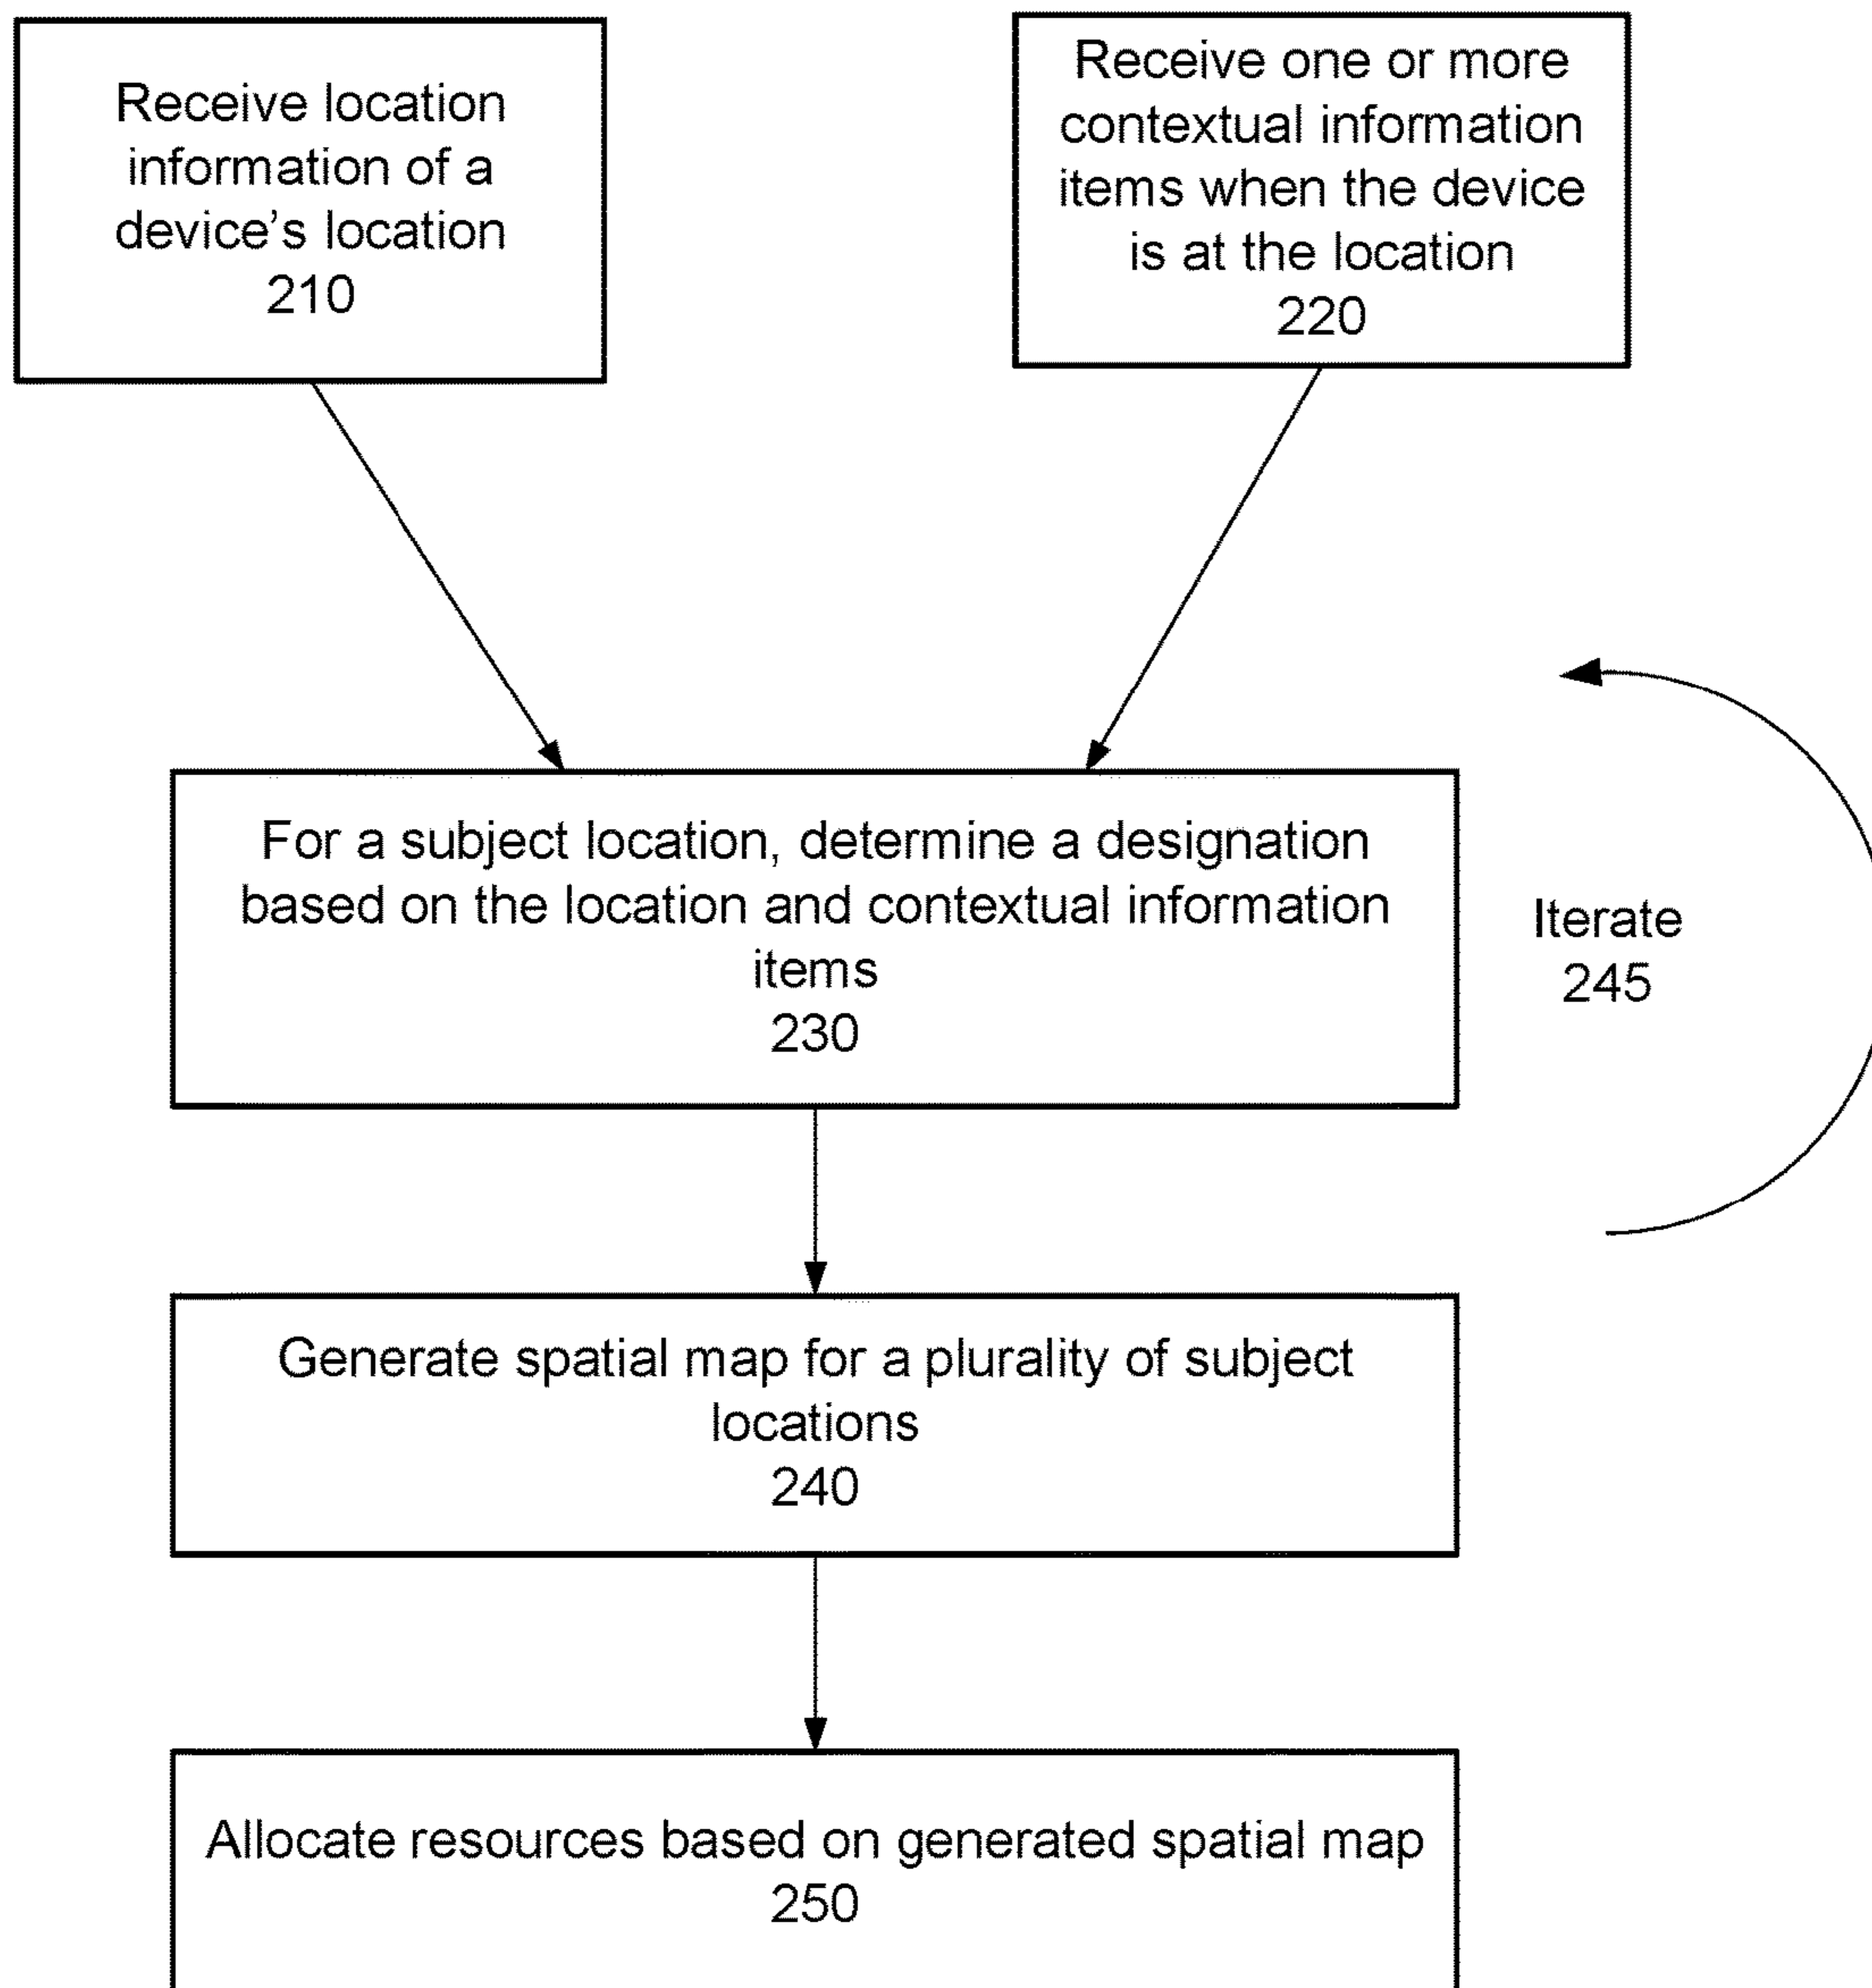 Receive location
information of a
device's location
210
Receive one or more
contextual information
items when the device
is at the location
220
For a subject location, determine a designation
based on the location and contextual information
items
230
Iterate
245
Generate spatial map for a plurality of subject
locations
240
Allocate resources based on generated spatial map
250